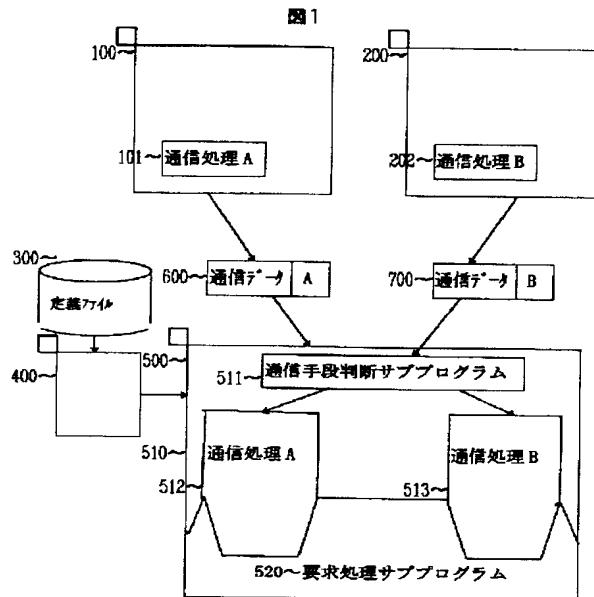 図1
100
200
101~通信処理A
202~通信処理B
300
定義ファイル
600~通信データ A
700~通信データ B
400
500
511~通信手段判断サブプログラム
510
通信処理A
512
通信処理B
513
520~要求処理サブプログラム